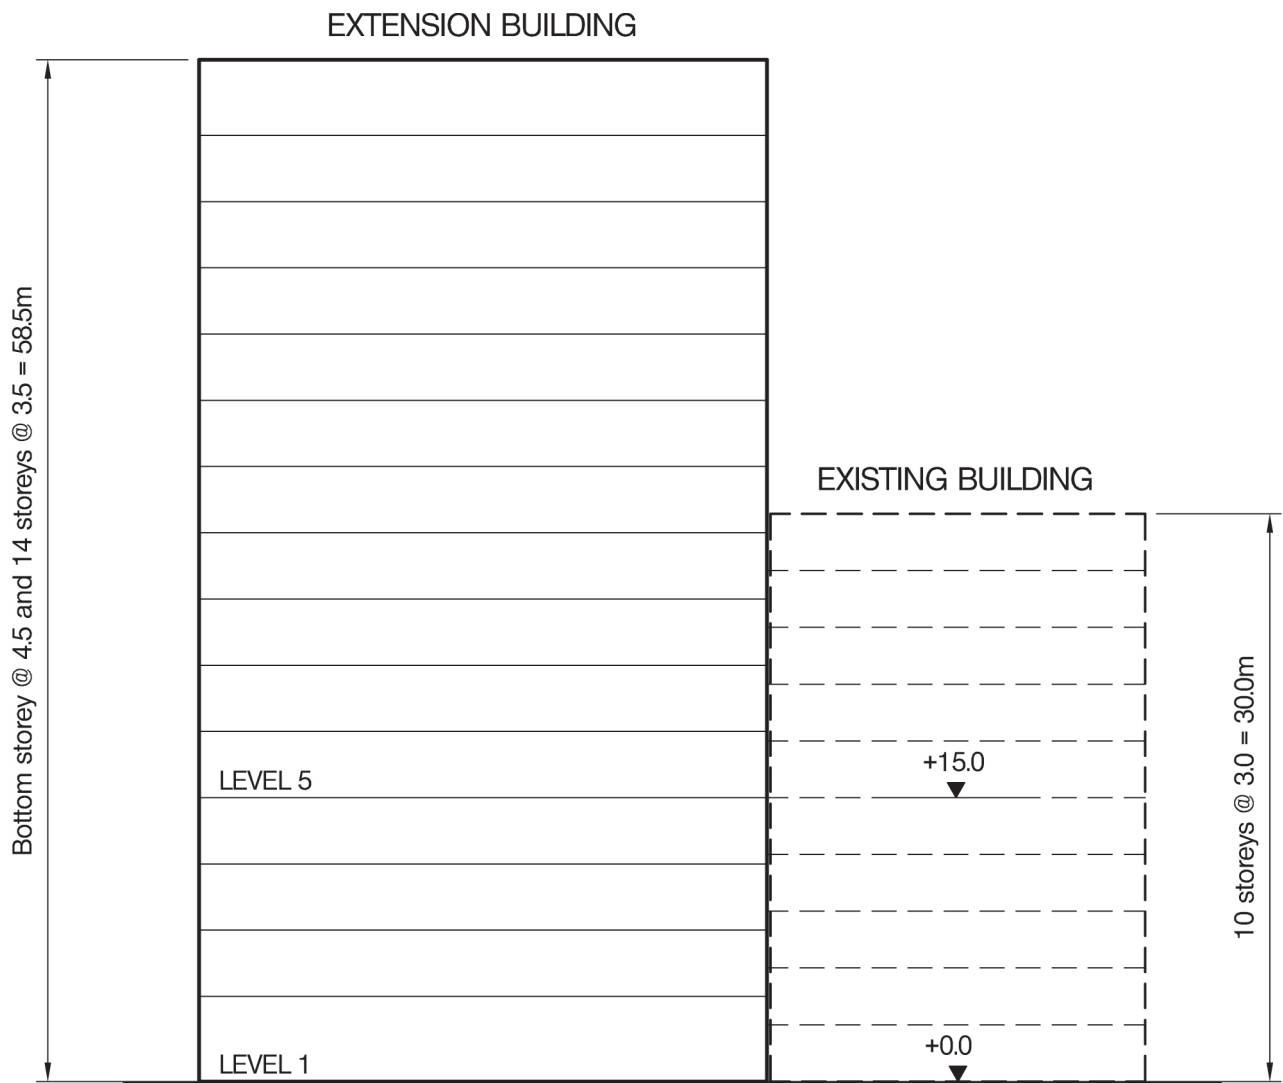 EXTENSION BUILDING
Bottom storey @ 4.5 and 14 storeys @ 3.5 = 58.5m
EXISTING BUILDING
10 storeys @ 3.0 = 30.0m
+15.0
LEVEL 5
+0.0
LEVEL 1